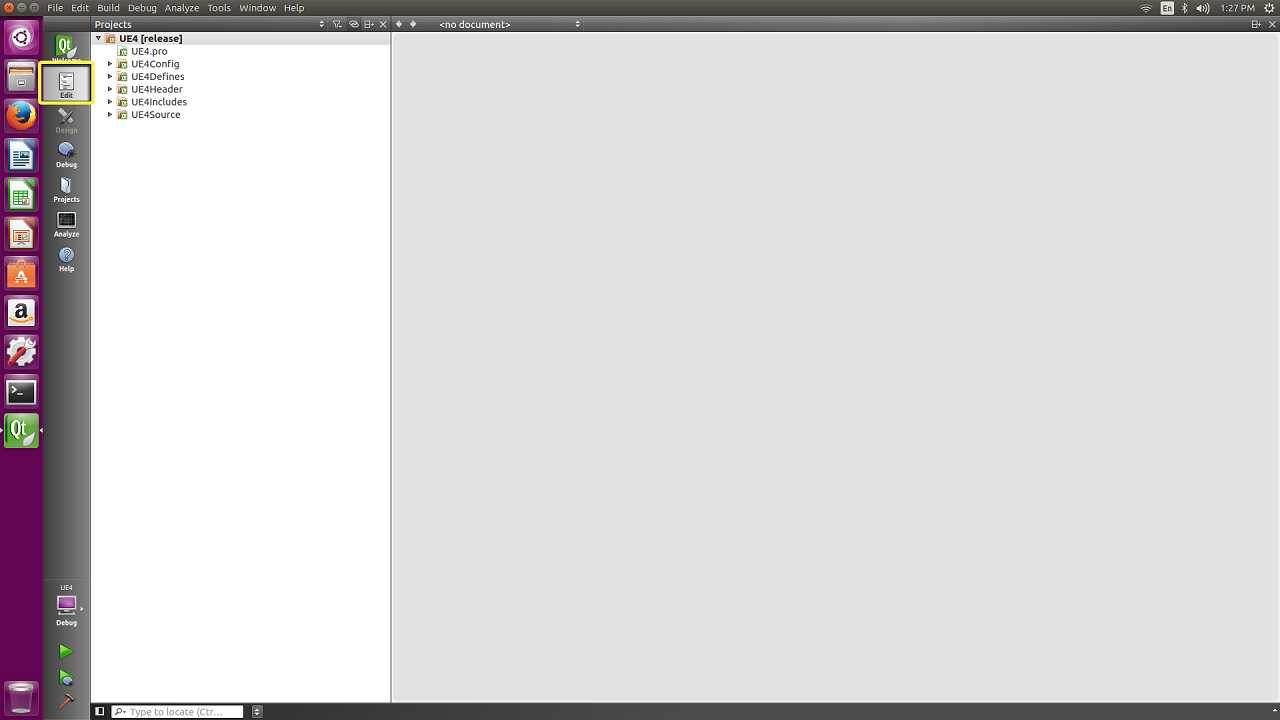 File Edit Build Debug Analyze Tools Window Help
En
1:27 PM
Projects
<no document>
UE4 [release]
UE4.pro
UE4Config
UE4Defines
UE4Header
UE4Includes
UE4Source
Qt
Welcome
Edit
Design
Debug
Projects
Analyze
Help
a
>_
Qt
UE4
Debug
Type to locate (Ctr...